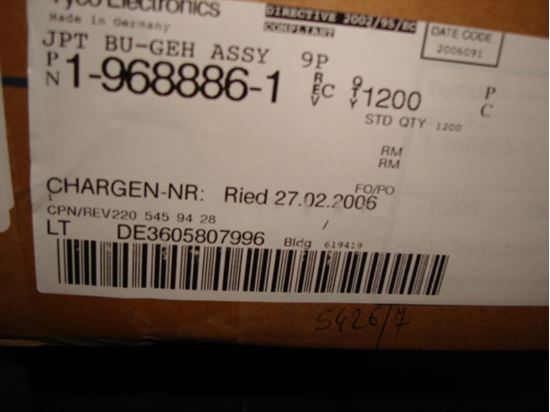 Tyco Electronics
Made in Germany
DIRECTIVE 2002/95/EC
COMPLIANT
DATE CODE
2006091
JPT BU-GEH ASSY 9P
PN 1-968886-1 REV C QTY 1200 PC
STD QTY 1200
RM
RM
CHARGEN-NR: Ried 27.02.2006 FO/PO
1
CPN/REV220 545 94 28
LT DE3605807996 Bldg 619419
5426/7